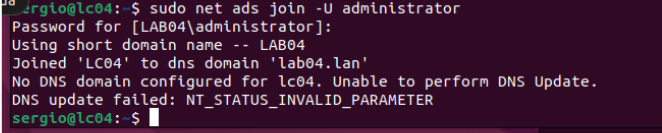 sergio@lc04:~$ sudo net ads join -U administrator
Password for [LAB04\administrator]:
Using short domain name -- LAB04
Joined 'LC04' to dns domain 'lab04.lan'
No DNS domain configured for lc04. Unable to perform DNS Update.
DNS update failed: NT_STATUS_INVALID_PARAMETER
sergio@lc04:~$